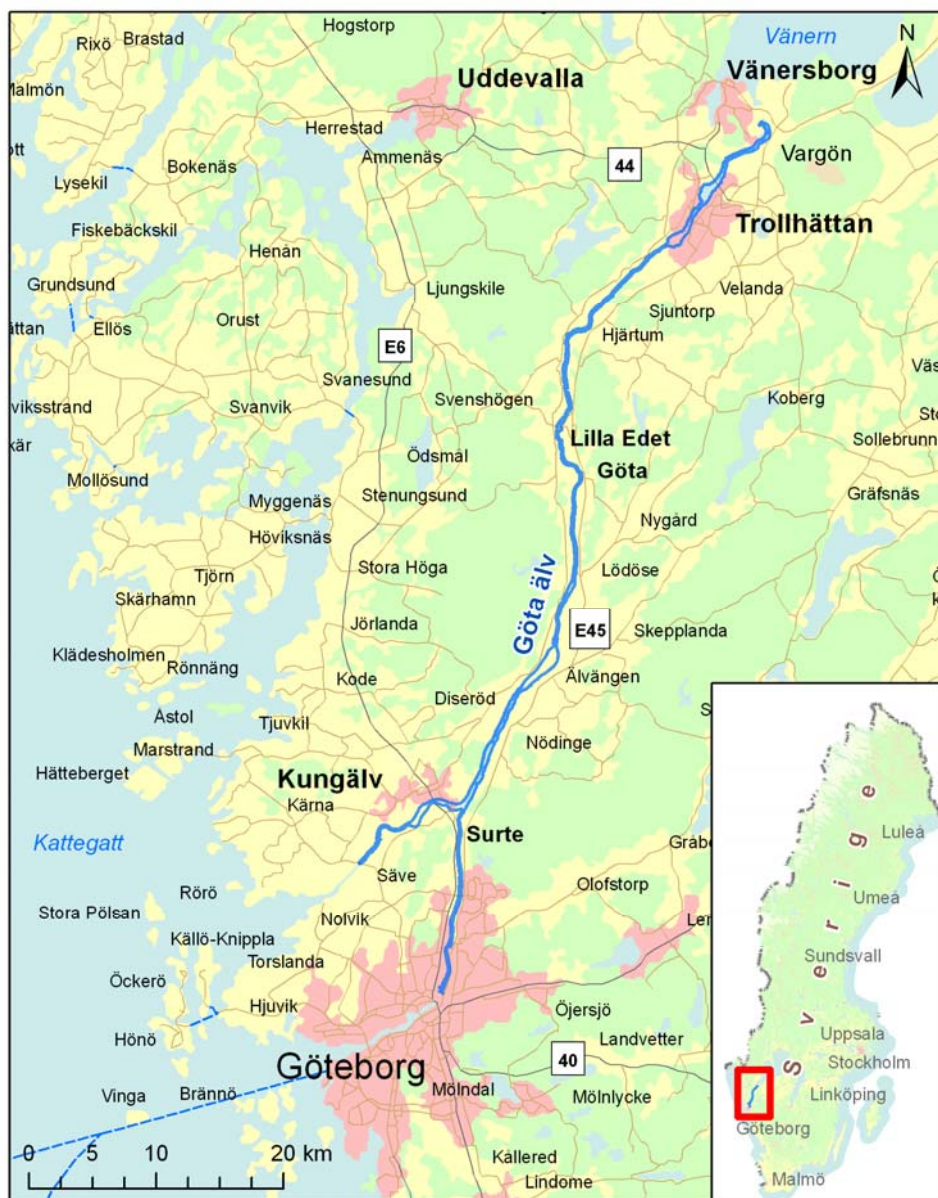 Hogstorp
Rixö
Brastad
Vänern
N
Malmön
Uddevalla
Vänersborg
Herrestad
Ammenäs
Vargön
Bokenäs
44
Lysekil
Fiskebäckskil
Trollhättan
Henån
Grundsund
Ljungskile
Velanda
Sjuntorp
Ellös
Orust
Hjärtum
E6
Svanesund
Koberg
viksstrand
Svanvik
Svenshögen
Lilla Edet
Sollebrunn
Ödsmål
Göta
Mollösund
Stenungsund
Gräfsnäs
Myggenäs
Nygård
Höviksnäs
Stora Höga
Lödöse
Tjörn
Skärhamn
Göta älv
Jörlanda
E45
Skepplanda
Klädesholmen
Rönnäng
Kode
Älvängen
Diseröd
Åstol
Tjuvkil
Marstrand
Nödinge
Hätteberget
Kungälv
Kärna
Kattegatt
Surte
Säve
Rörö
Olofstorp
Stora Pölsan
Nolvik
Källö-Knippla
Torslanda
Öckerö
Hjuvik
Öjersjö
Hönö
Landvetter
Göteborg
40
Vinga
Brännö
Mölndal
Mölnlycke
0 5 10 20 km
Kållered
Lindome
Sverige
Luleå
Umeå
Sundsvall
Uppsala
Stockholm
Linköping
Göteborg
Malmö